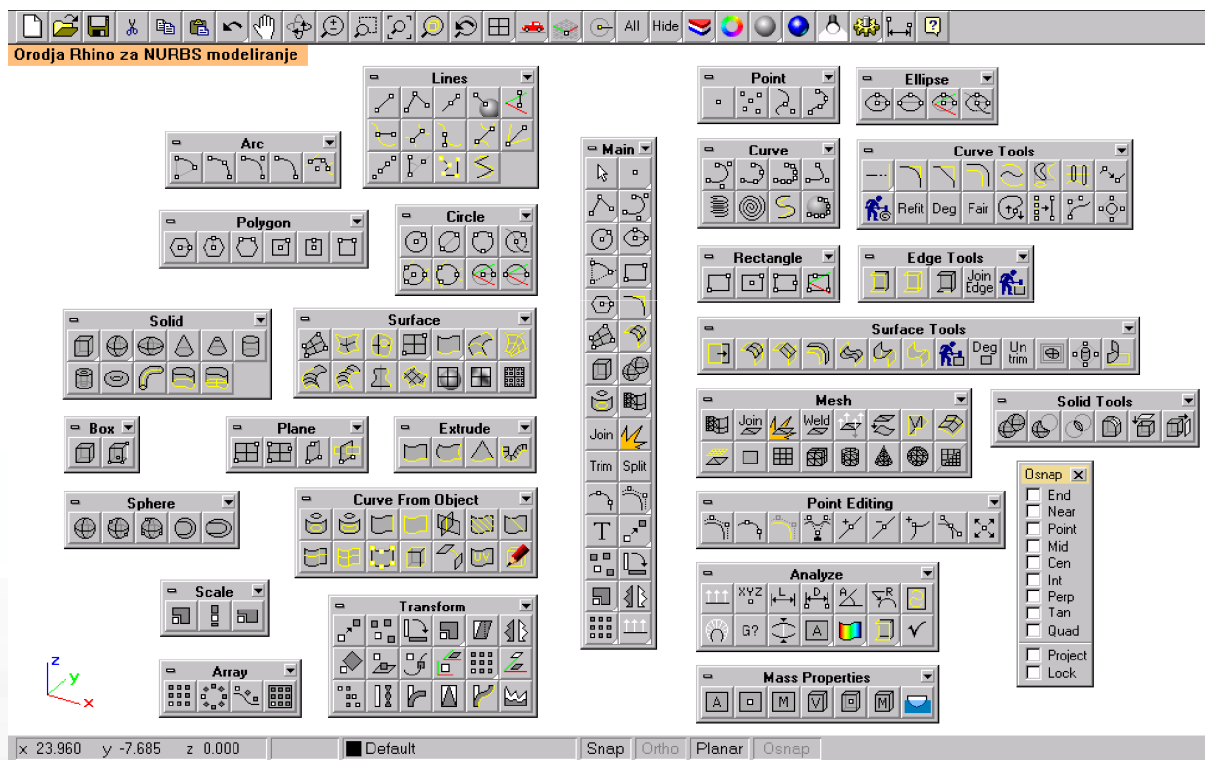 All Hide
Orodja Rhino za NURBS modeliranje
Lines
Point
Ellipse
Arc
Main
Curve
Curve Tools
Refit Deg Fair
Polygon
Circle
Rectangle
Edge Tools
Join Edge
Solid
Surface
Surface Tools
Deg
Un trim
Box
Plane
Extrude
Mesh
Join Weld
Solid Tools
Join
Trim Split
Sphere
Curve From Object
UV
T
Point Editing
Osnap
End
Near
Point
Mid
Cen
Int
Perp
Tan
Quad
Project
Lock
Scale
Transform
Analyze
XYZ L D A R
G? A
Array
Mass Properties
A M V M
z
y
x
x 23.960 y -7.685 z 0.000 Default Snap Ortho Planar Osnap